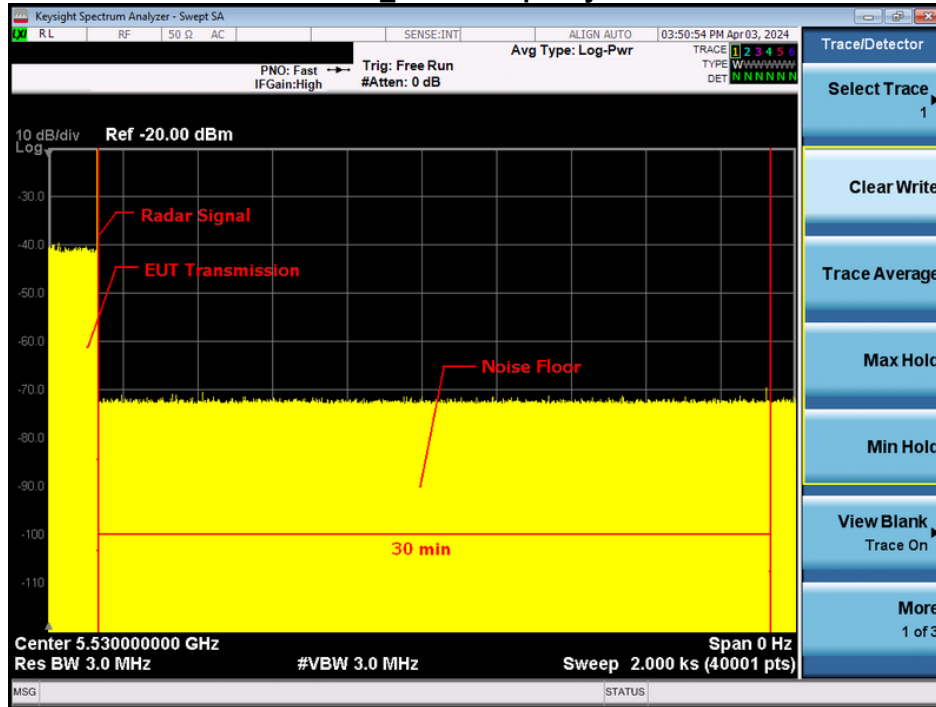 Keysight Spectrum Analyzer - Swept SA
LXI RL RF 50 Ω AC SENSE:INT ALIGN AUTO 03:50:54 PM Apr 03, 2024
Avg Type: Log-Pwr TRACE 1 2 3 4 5 6
PNO: Fast Trig: Free Run TYPE WWWWWW
IFGain:High #Atten: 0 dB DET N N N N N N
10 dB/div Ref -20.00 dBm
Log
-30.0
Radar Signal
-40.0
EUT Transmission
-50.0
-60.0
Noise Floor
-70.0
-80.0
-90.0
-100
30 min
-110
Center 5.530000000 GHz Span 0 Hz
Res BW 3.0 MHz #VBW 3.0 MHz Sweep 2.000 ks (40001 pts)
MSG STATUS
Trace/Detector
Select Trace
1
Clear Write
Trace Average
Max Hold
Min Hold
View Blank
Trace On
More
1 of 3